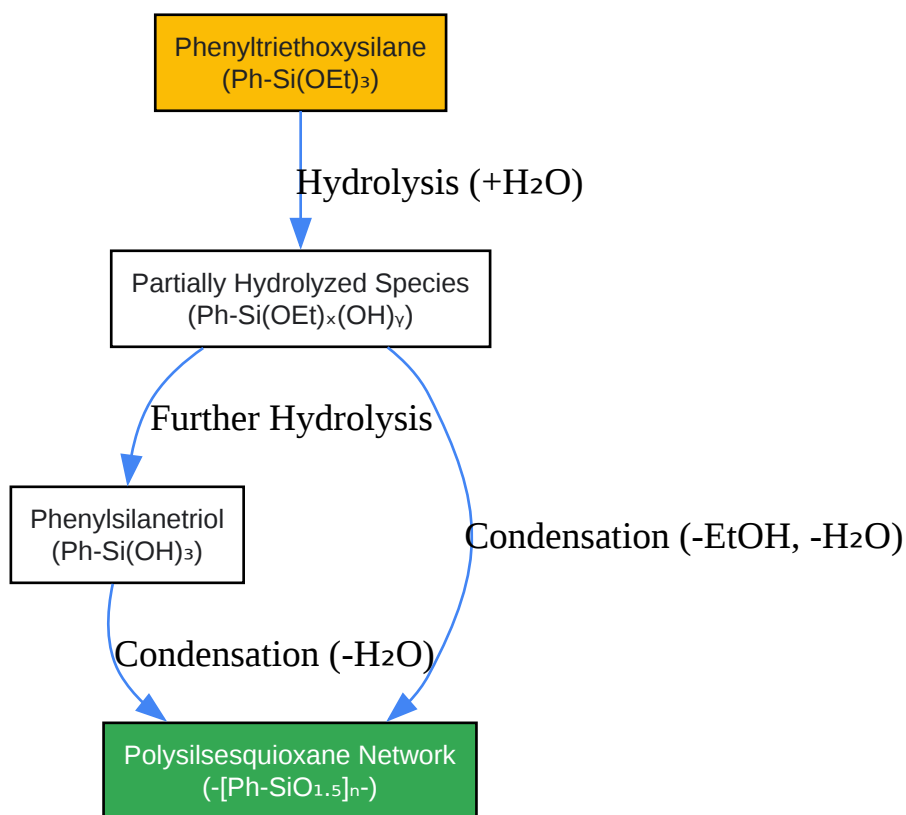 Phenyltriethoxysilane
(Ph-Si(OEt)₃)
Hydrolysis (+H₂O)
Partially Hydrolyzed Species
(Ph-Si(OEt)ₓ(OH)ᵧ)
Further Hydrolysis
Phenylsilanetriol
(Ph-Si(OH)₃)
Condensation (-EtOH, -H₂O)
Condensation (-H₂O)
Polysilsesquioxane Network
(-[Ph-SiO₁.₅]ₙ-)